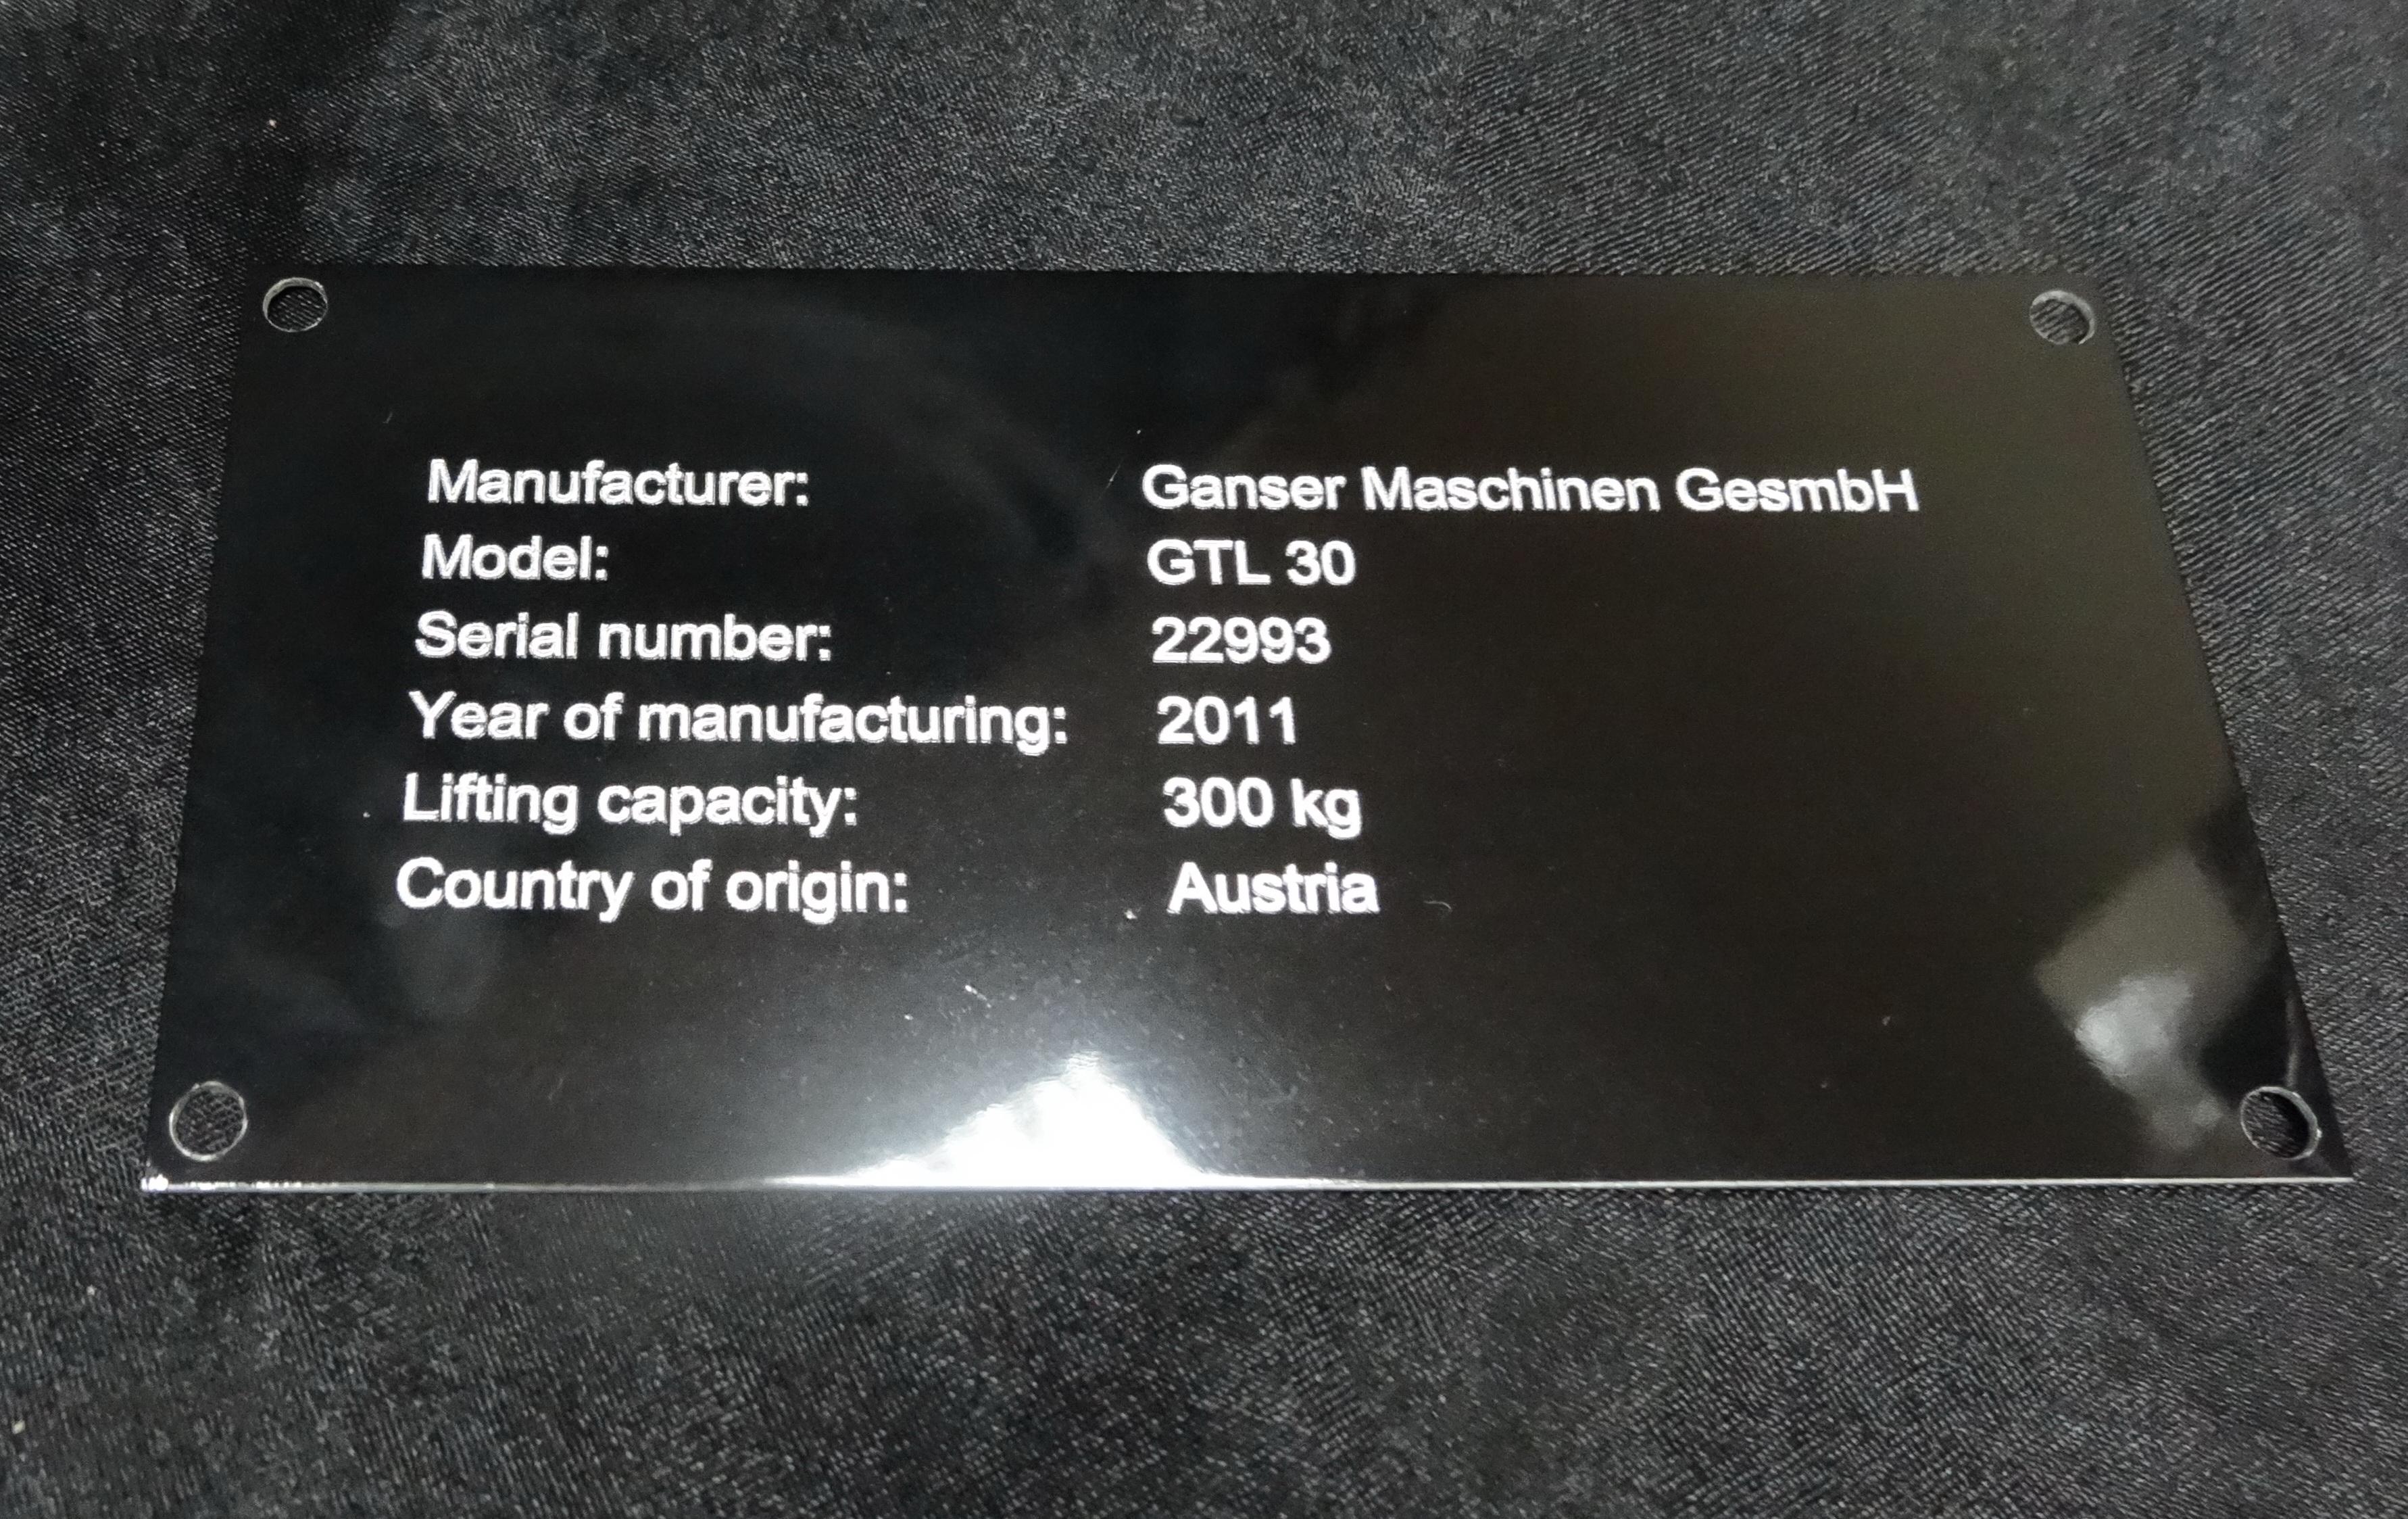 Manufacturer: Ganser Maschinen GesmbH
Model: GTL 30
Serial number: 22993
Year of manufacturing: 2011
Lifting capacity: 300 kg
Country of origin: Austria